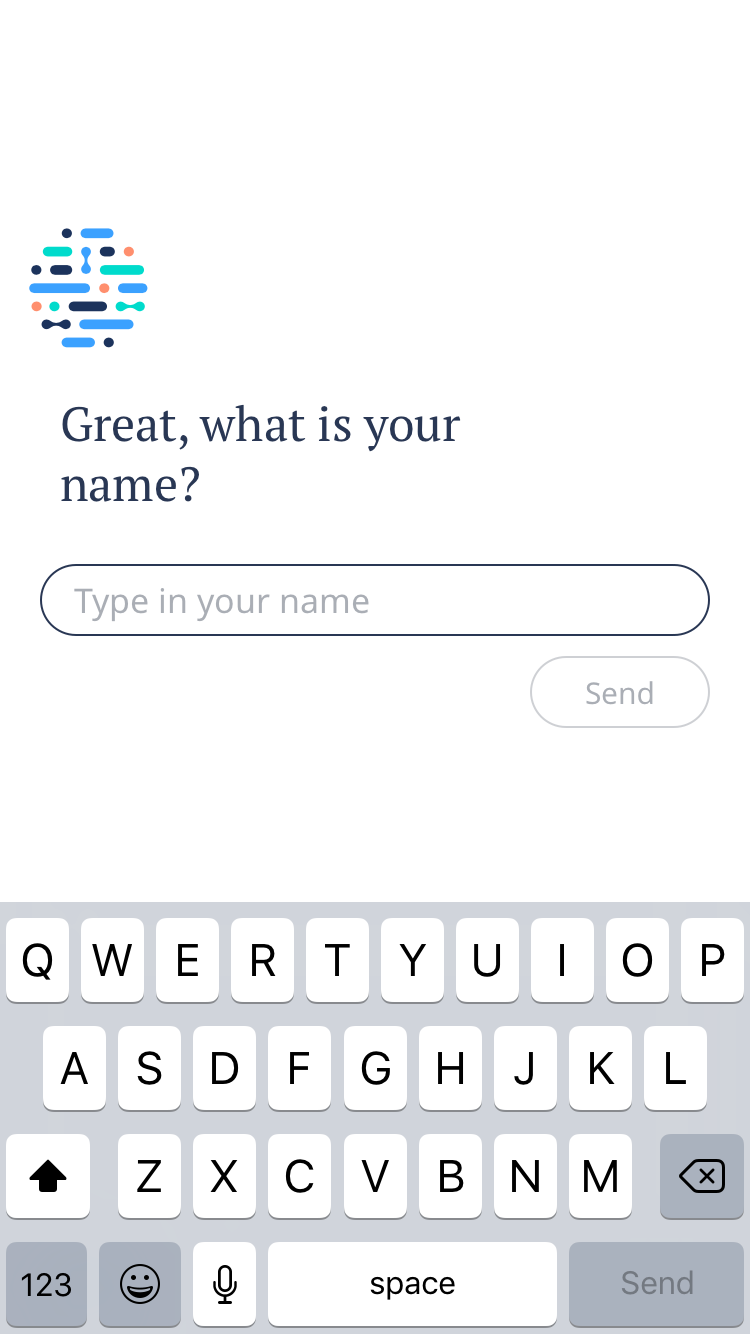 Great, what is your
name?
Type in your name
Send
Q W E R T Y U I O P
A S D F G H J K L
Z X C V B N M
123 space Send